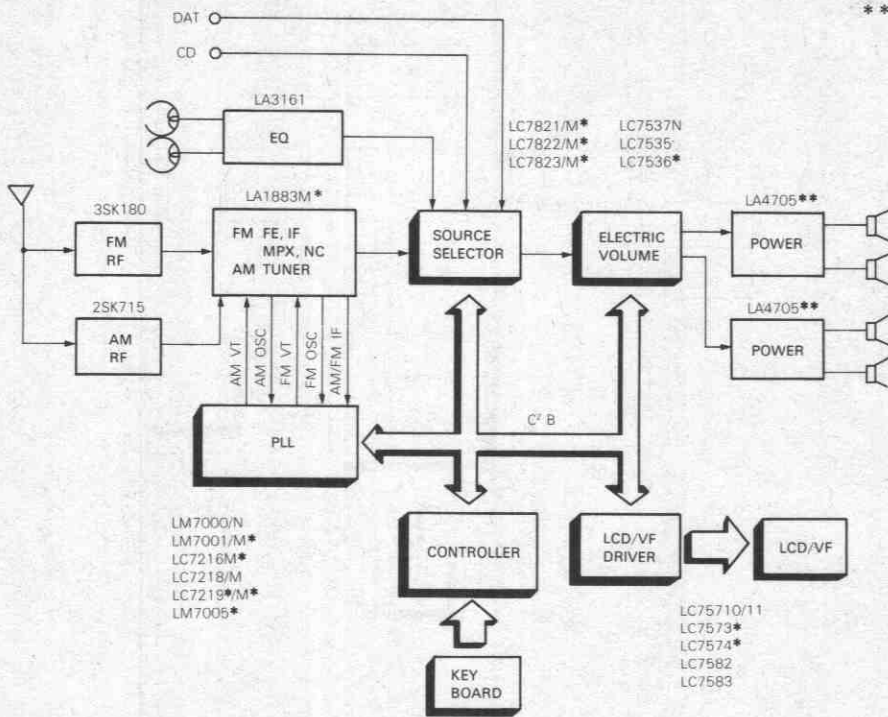 **
DAT
CD
LA3161
EQ
LC7821/M* LC7537N
LC7822/M* LC7535
LC7823/M* LC7536*
LA1883M*
FM FE, IF
MPX, NC
AM TUNER
3SK180
FM
RF
2SK715
AM
RF
SOURCE
SELECTOR
ELECTRIC
VOLUME
LA4705**
POWER
LA4705**
POWER
AM VT
AM OSC
FM VT
FM OSC
AM/FM IF
PLL
C² B
LM7000/N
LM7001/M*
LC7216M*
LC7218/M
LC7219*/M*
LM7005*
CONTROLLER
LCD/VF
DRIVER
LCD/VF
LC75710/11
LC7573*
LC7574*
LC7582
LC7583
KEY
BOARD